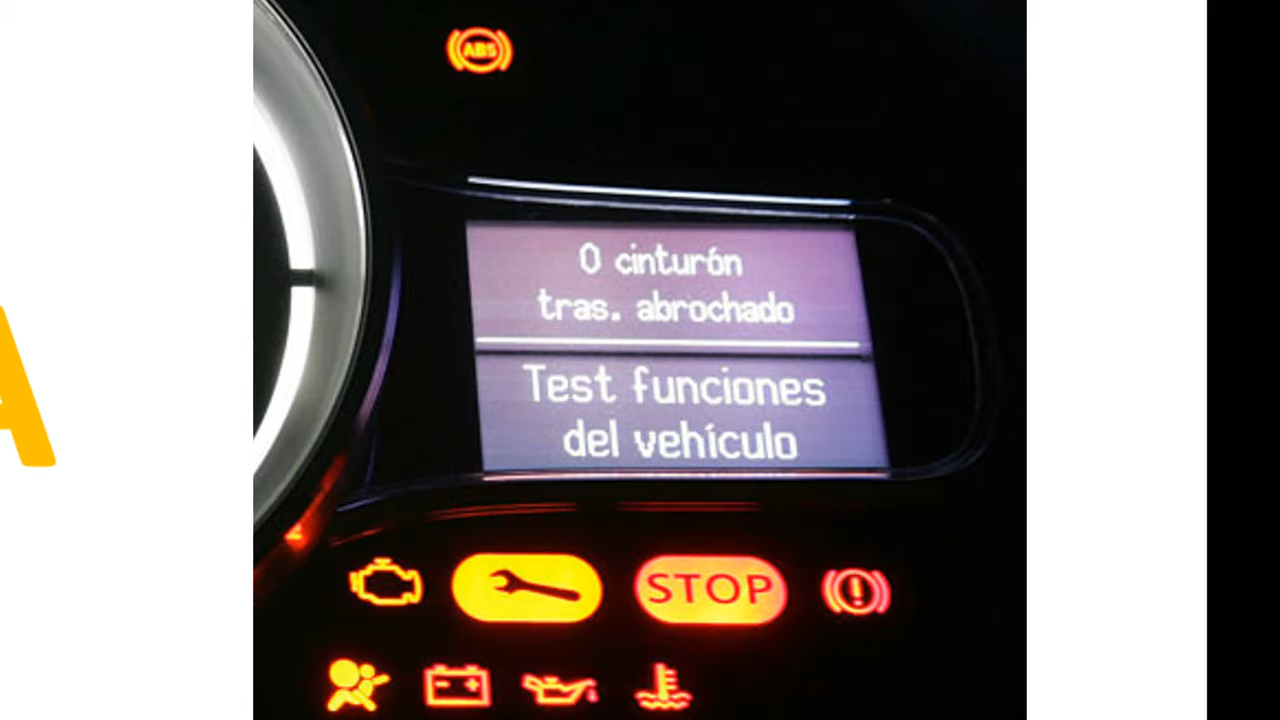 ABS
0 cinturón
tras. abrochado
Test funciones
del vehículo
STOP
A